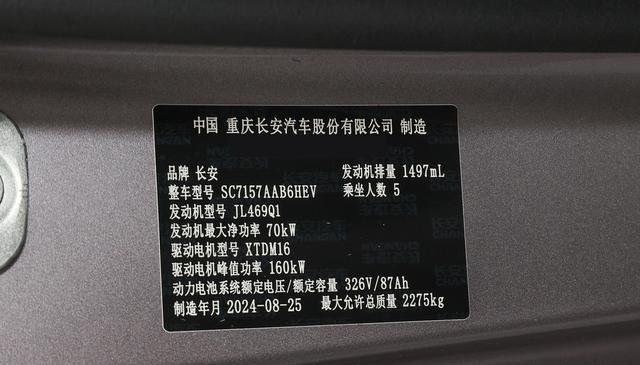 中国 重庆长安汽车股份有限公司 制造
品牌 长安 发动机排量 1497mL
整车型号 SC7157AAB6HEV 乘坐人数 5
发动机型号 JL469Q1
发动机最大净功率 70kW
驱动电机型号 XTDM16
驱动电机峰值功率 160kW
动力电池系统额定电压/额定容量 326V/87Ah
制造年月 2024-08-25 最大允许总质量 2275kg